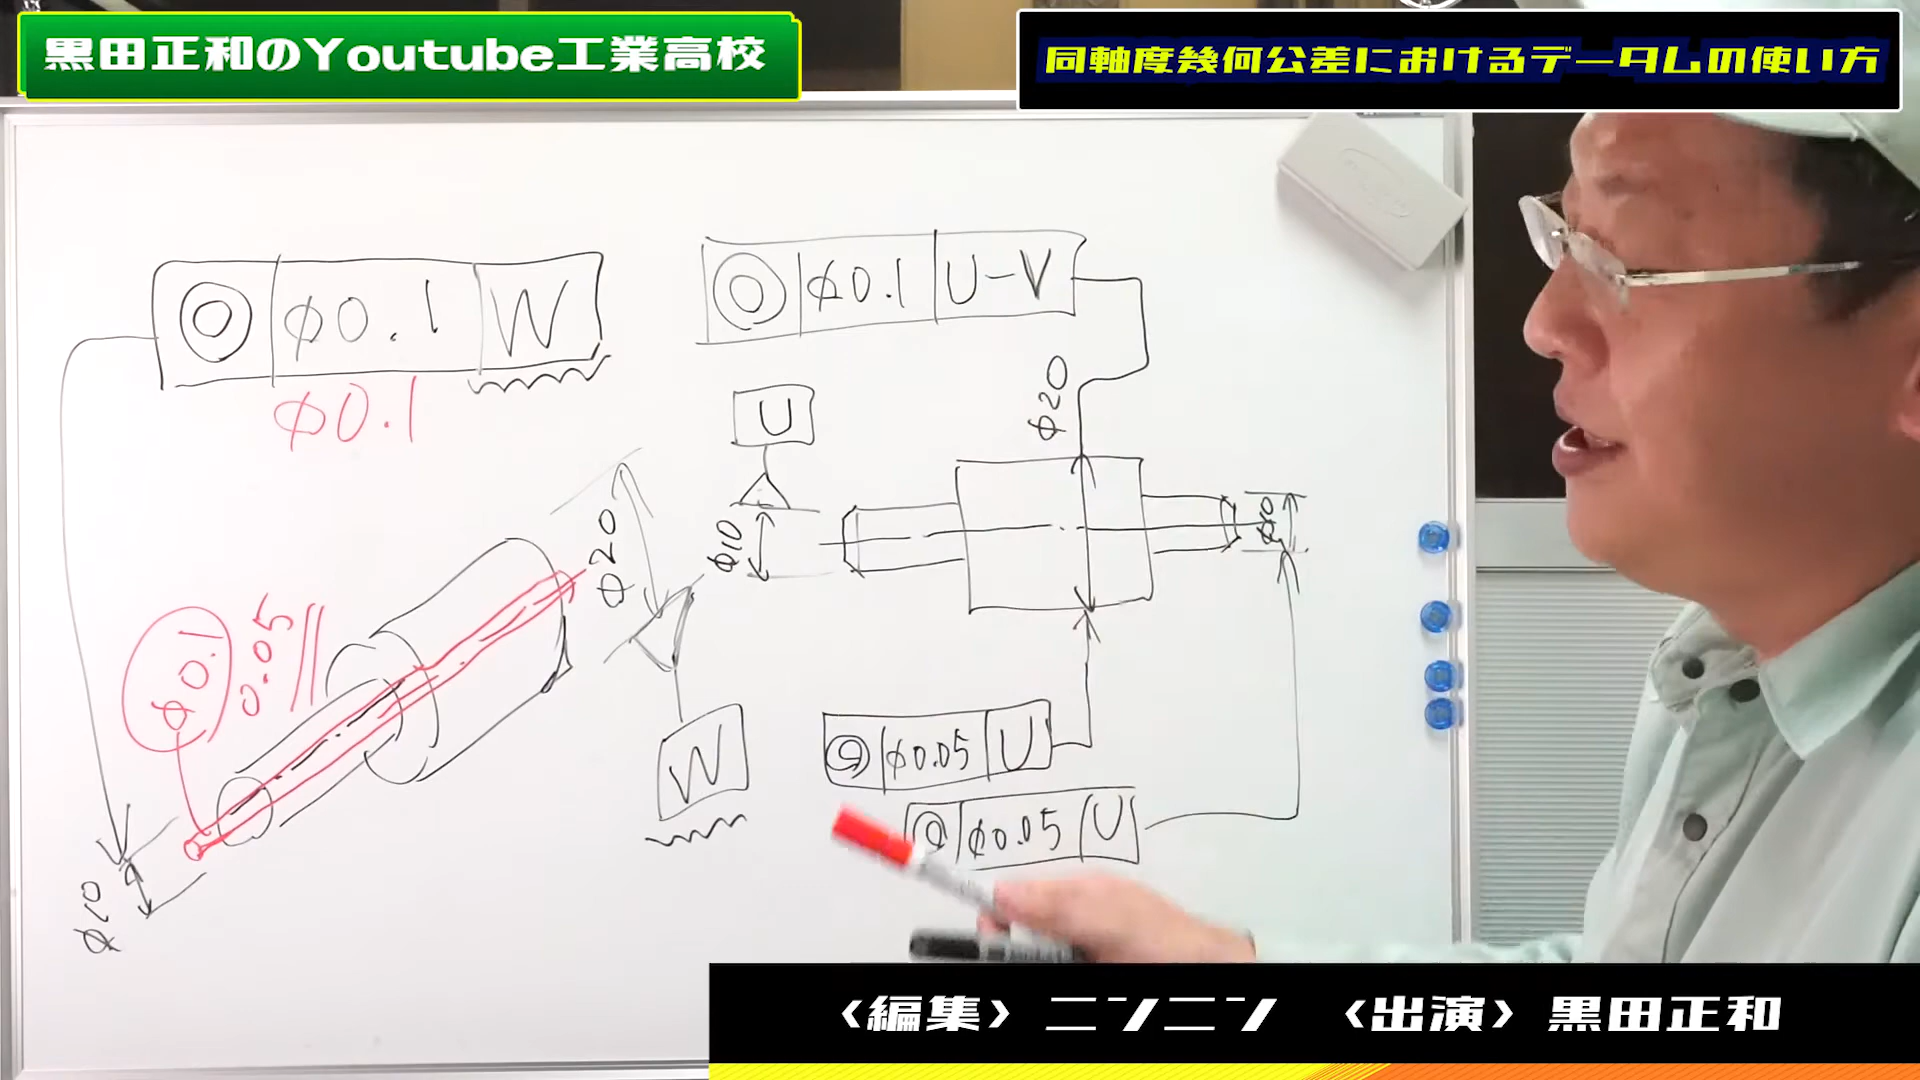 黒田正和のYoutube工業高校
同軸度幾何公差におけるデータムの使い方
◎ φ0.1 W
φ0.1
◎ φ0.1 U-V
U
φ20
φ10
φ10
φ20
φ0.1
0.05
W
◎ φ0.05 U
◎ φ0.05 U
φ10
〈編集〉ニンニン 〈出演〉黒田正和